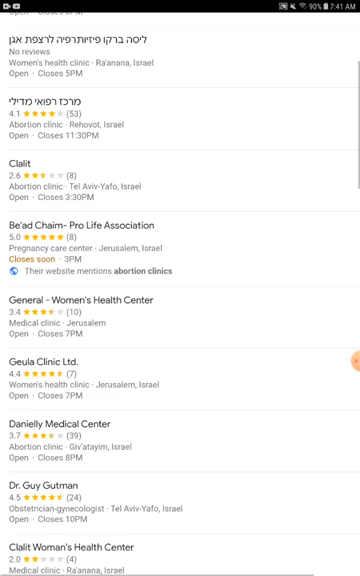 90% 7:41 AM
ליסה ברקו פיזיותרפיה לרצפת אגן
No reviews
Women's health clinic · Ra'anana, Israel
Open · Closes 5PM
מרכז רפואי מדילי
4.1 ★★★★★ (53)
Abortion clinic · Rehovot, Israel
Open · Closes 11:30PM
Clalit
2.6 ★★★★★ (8)
Abortion clinic · Tel Aviv-Yafo, Israel
Open · Closes 3:30PM
Be'ad Chaim- Pro Life Association
5.0 ★★★★★ (8)
Pregnancy care center · Jerusalem, Israel
Closes soon · 3PM
Their website mentions abortion clinics
General - Women's Health Center
3.4 ★★★★★ (10)
Medical clinic · Jerusalem
Open · Closes 7PM
Geula Clinic Ltd.
4.4 ★★★★★ (7)
Women's health clinic · Jerusalem, Israel
Open · Closes 7PM
Danielly Medical Center
3.7 ★★★★★ (39)
Abortion clinic · Giv'atayim, Israel
Open · Closes 8PM
Dr. Guy Gutman
4.5 ★★★★★ (24)
Obstetrician-gynecologist · Tel Aviv-Yafo, Israel
Open · Closes 10PM
Clalit Woman's Health Center
2.0 ★★★★★ (4)
Medical clinic · Ra'anana, Israel